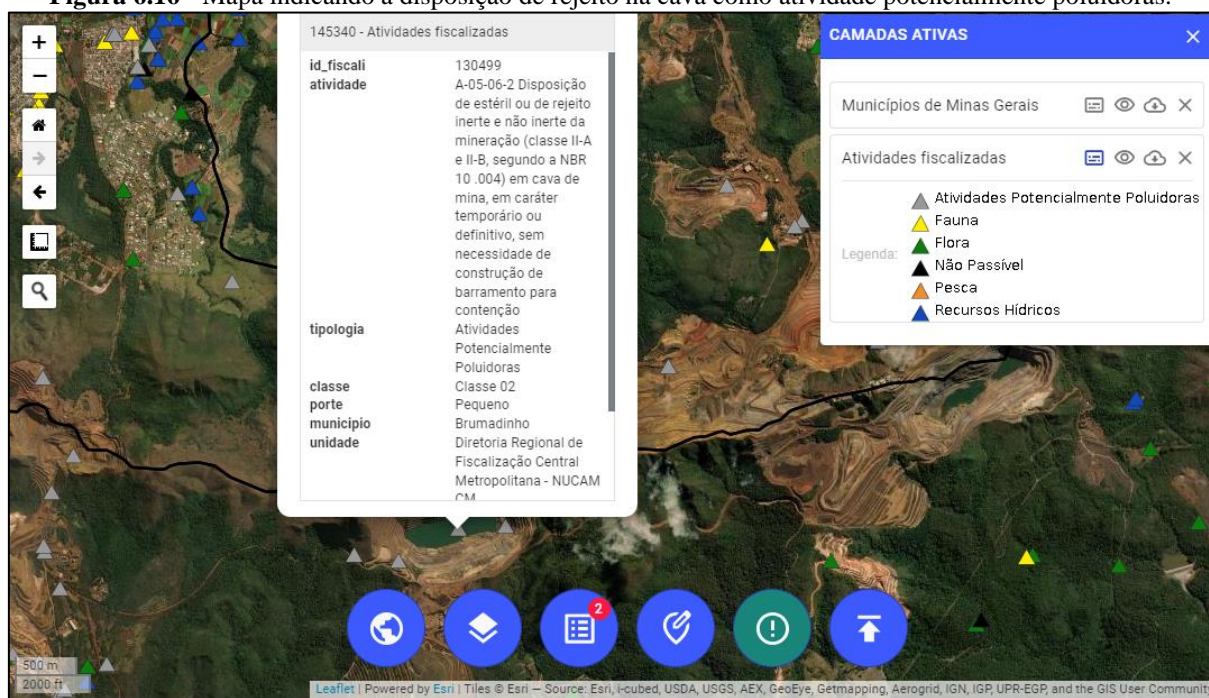 Figura 6.10 - Mapa indicando a disposição de rejeito na cava como atividade potencialmente poluidoras.
+
−
145340 - Atividades fiscalizadas
id_fiscali 130499
atividade A-05-06-2 Disposição
de estéril ou de rejeito
inerte e não inerte da
mineração (classe II-A
e II-B, segundo a NBR
10 .004) em cava de
mina, em caráter
temporário ou
definitivo, sem
necessidade de
construção de
barramento para
contenção
tipologia Atividades
Potencialmente
Poluidoras
classe Classe 02
porte Pequeno
municipio Brumadinho
unidade Diretoria Regional de
Fiscalização Central
Metropolitana - NUCAM
CM
CAMADAS ATIVAS
Municípios de Minas Gerais
Atividades fiscalizadas
Legenda:
Atividades Potencialmente Poluidoras
Fauna
Flora
Não Passível
Pesca
Recursos Hídricos
2
500 m
2000 ft
Leaflet | Powered by Esri | Tiles © Esri — Source: Esri, i-cubed, USDA, USGS, AEX, GeoEye, Getmapping, Aerogrid, IGN, IGP, UPR-EGP, and the GIS User Communit